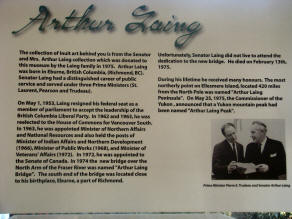 Arthur Laing
The collection of Inuit art behind you is from the Senator
and Mrs. Arthur Laing collection which was donated to
this museum by the Laing family in 1975. Arthur Laing
was born in Eburne, British Columbia, (Richmond, BC).
Senator Laing had a distinguished career of public
service and served under three Prime Ministers (St.
Laurent, Pearson and Trudeau).
On May 1, 1953, Laing resigned his federal seat as a
member of parliament to accept the leadership of the
British Columbia Liberal Party. In 1962 and 1963, he was
reelected to the House of Commons for Vancouver South.
In 1963, he was appointed Minister of Northern Affairs
and National Resources and also held the posts of
Minister of Indian Affairs and Northern Development
(1966), Minister of Public Works (1968), and Minister of
Veterans' Affairs (1972). In 1972, he was appointed to
the Senate of Canada. In 1974 the new bridge over the
North Arm of the Fraser River was named "Arthur Laing
Bridge". The south end of the bridge was located close
to his birthplace, Eburne, a part of Richmond.
Unfortunately, Senator Laing did not live to attend the
dedication to the new bridge. He died on February 13th,
1975.
During his lifetime he received many honours. The most
northerly point on Ellesmere Island, located 420 miles
from the North Pole was named "Arthur Laing
Peninsula". On May 20, 1975, the Commissioner of the
Yukon, announced that a Yukon mountain peak had
been named "Arthur Laing Peak".
Prime Minister Pierre E. Trudeau and Senator Arthur Laing